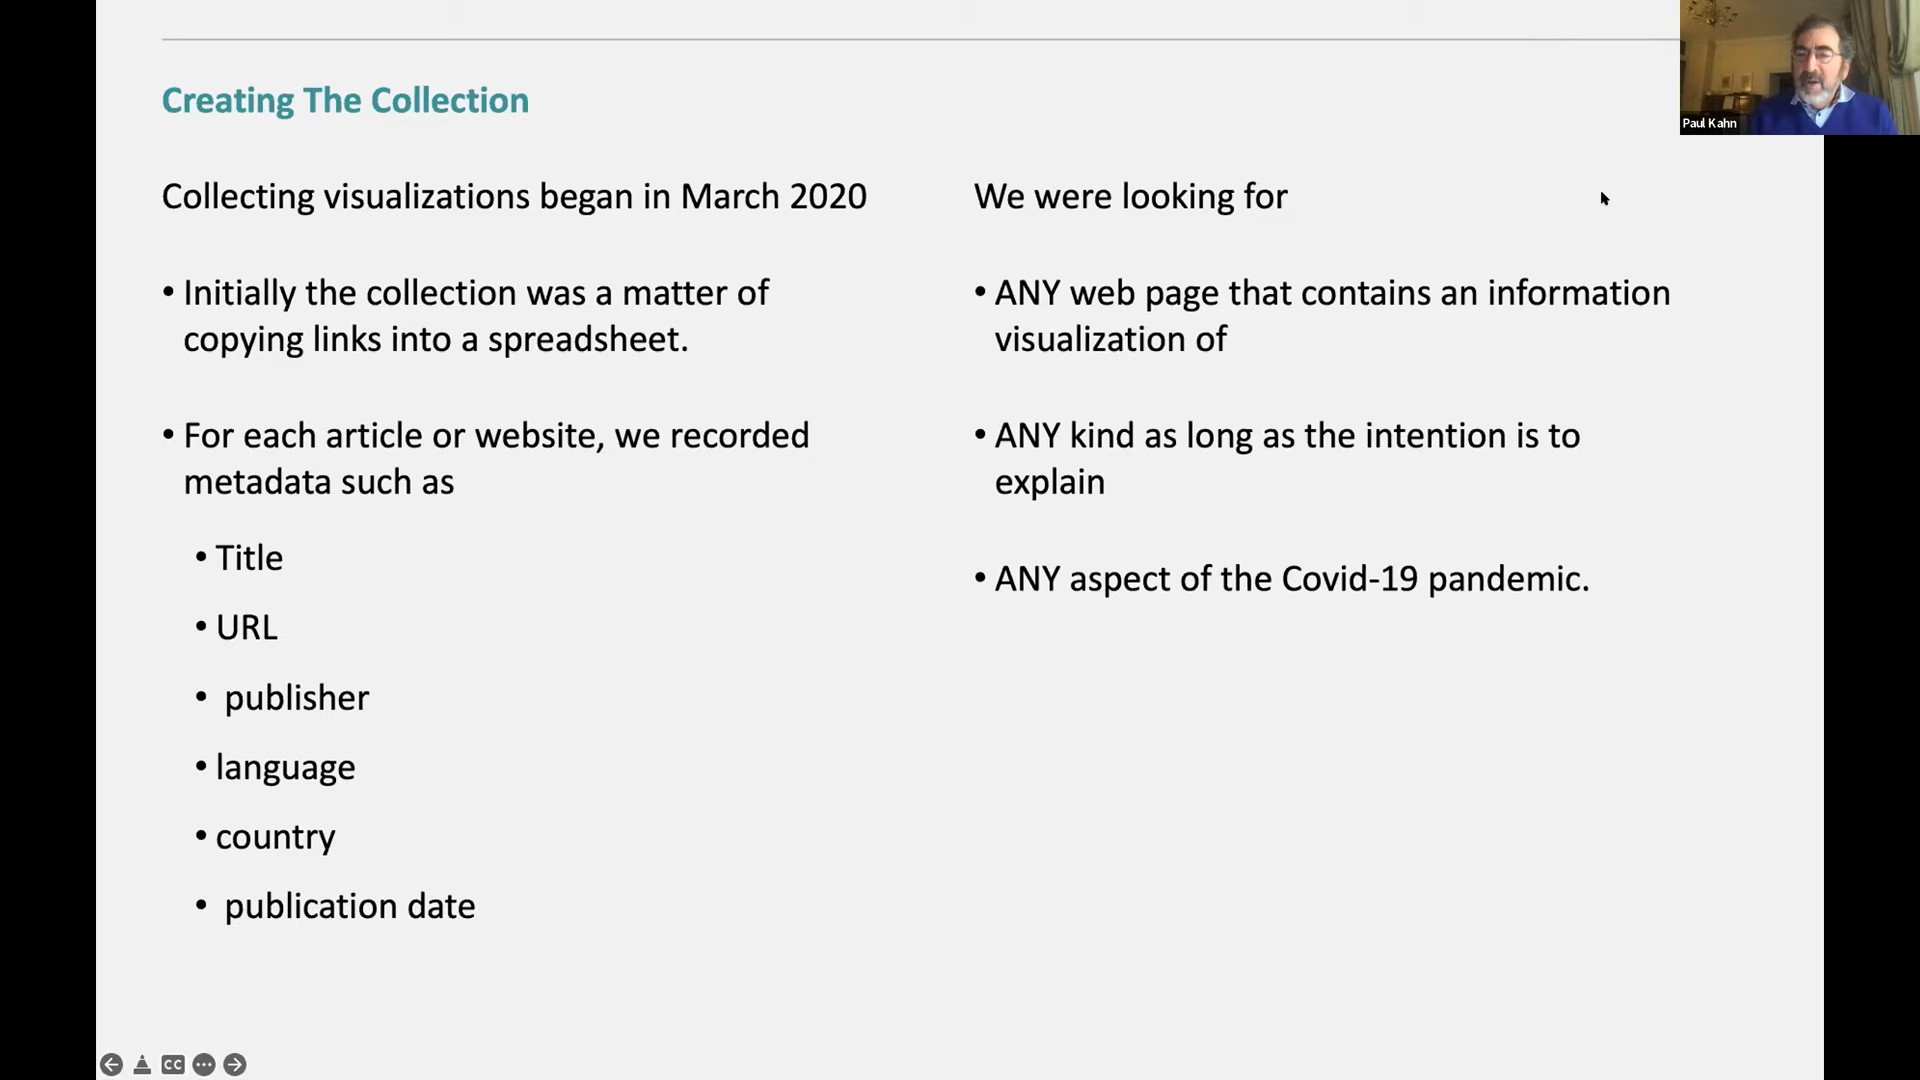 Creating The Collection
Collecting visualizations began in March 2020
• Initially the collection was a matter of
copying links into a spreadsheet.
• For each article or website, we recorded
metadata such as
• Title
• URL
• publisher
• language
• country
• publication date
We were looking for
• ANY web page that contains an information
visualization of
• ANY kind as long as the intention is to
explain
• ANY aspect of the Covid-19 pandemic.
Paul Kahn
CC